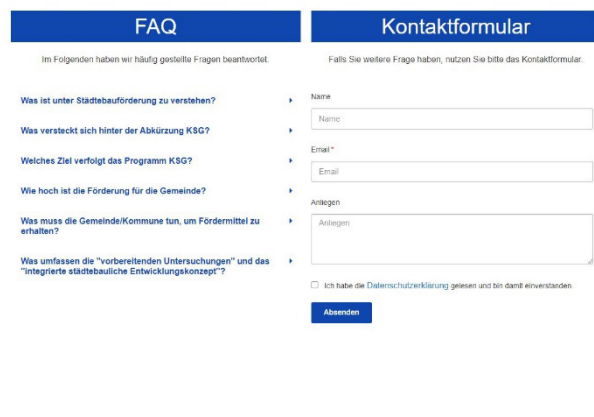 FAQ
Im Folgenden haben wir häufig gestellte Fragen beantwortet.
Was ist unter Städtebauförderung zu verstehen?
Was versteckt sich hinter der Abkürzung KSG?
Welches Ziel verfolgt das Programm KSG?
Wie hoch ist die Förderung für die Gemeinde?
Was muss die Gemeinde/Kommune tun, um Fördermittel zu
erhalten?
Was umfassen die "vorbereitenden Untersuchungen" und das
"integrierte städtebauliche Entwicklungskonzept"?
Kontaktformular
Falls Sie weitere Frage haben, nutzen Sie bitte das Kontaktformular.
Name
Name
Email *
Email
Anliegen
Anliegen
Ich habe die Datenschutzerklärung gelesen und bin damit einverstanden.
Absenden